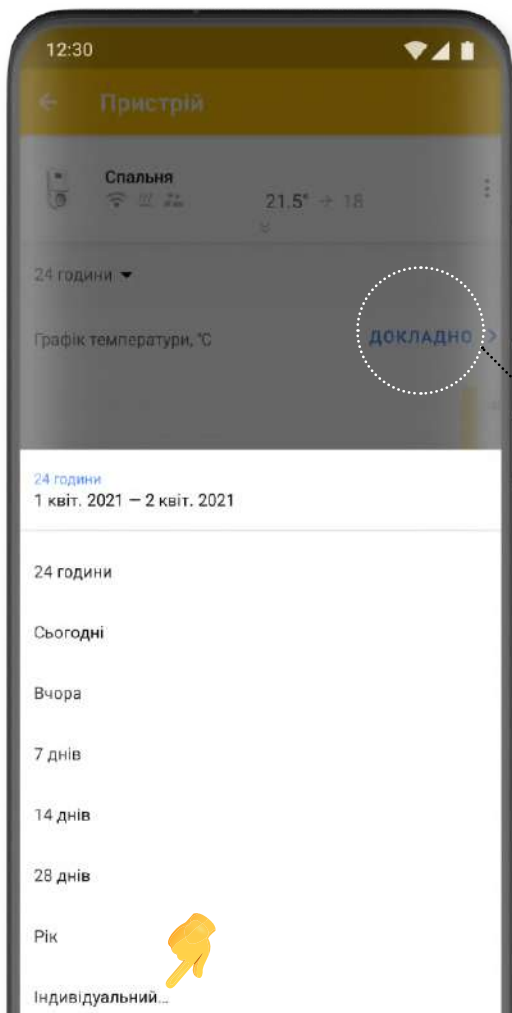 12:30
Пристрій
Спальня
21.5° → 18
24 години
Графік температури, °C
ДОКЛАДНО
24 години
1 квіт. 2021 — 2 квіт. 2021
24 години
Сьогодні
Вчора
7 днів
14 днів
28 днів
Рік
Індивідуальний...